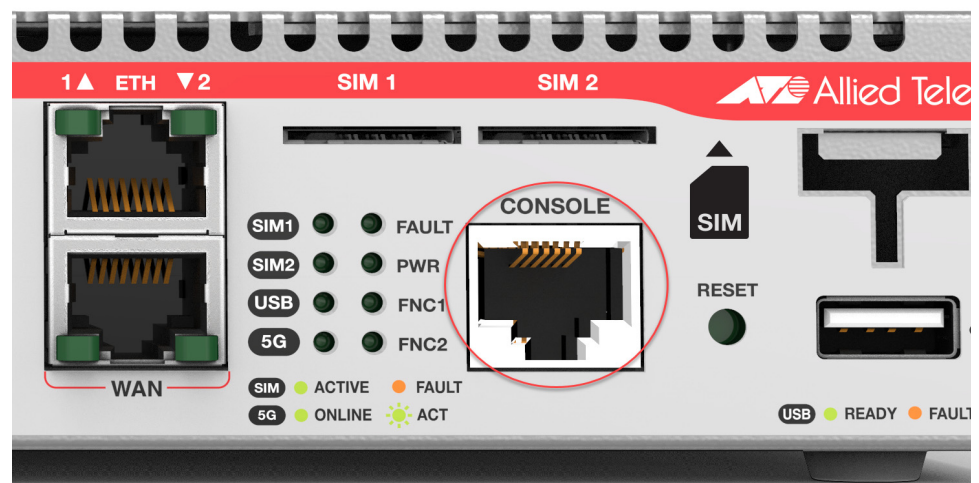 1▲ ETH ▼2
SIM 1
SIM 2
Allied Tele
SIM1
FAULT
SIM2
PWR
USB
FNC1
5G
FNC2
CONSOLE
SIM
RESET
WAN
SIM ACTIVE FAULT
5G ONLINE ACT
USB READY FAULT